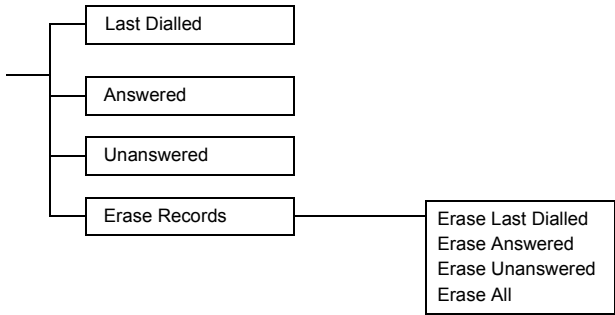 Last Dialled
Answered
Unanswered
Erase Records
Erase Last Dialled
Erase Answered
Erase Unanswered
Erase All